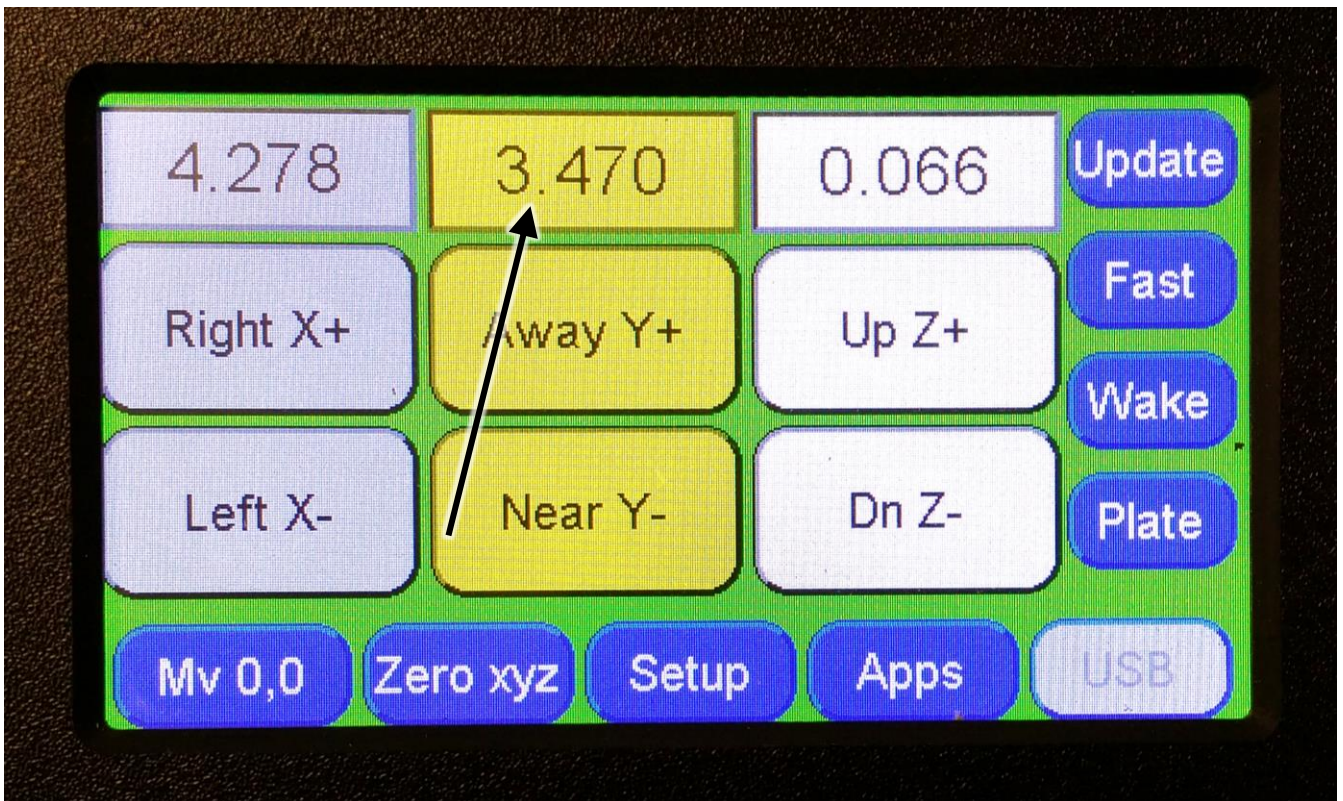 4.278 3.470 0.066 Update
Fast
Right X+ Away Y+ Up Z+
Wake
Left X- Near Y- Dn Z- Plate
Mv 0,0 Zero xyz Setup Apps USB